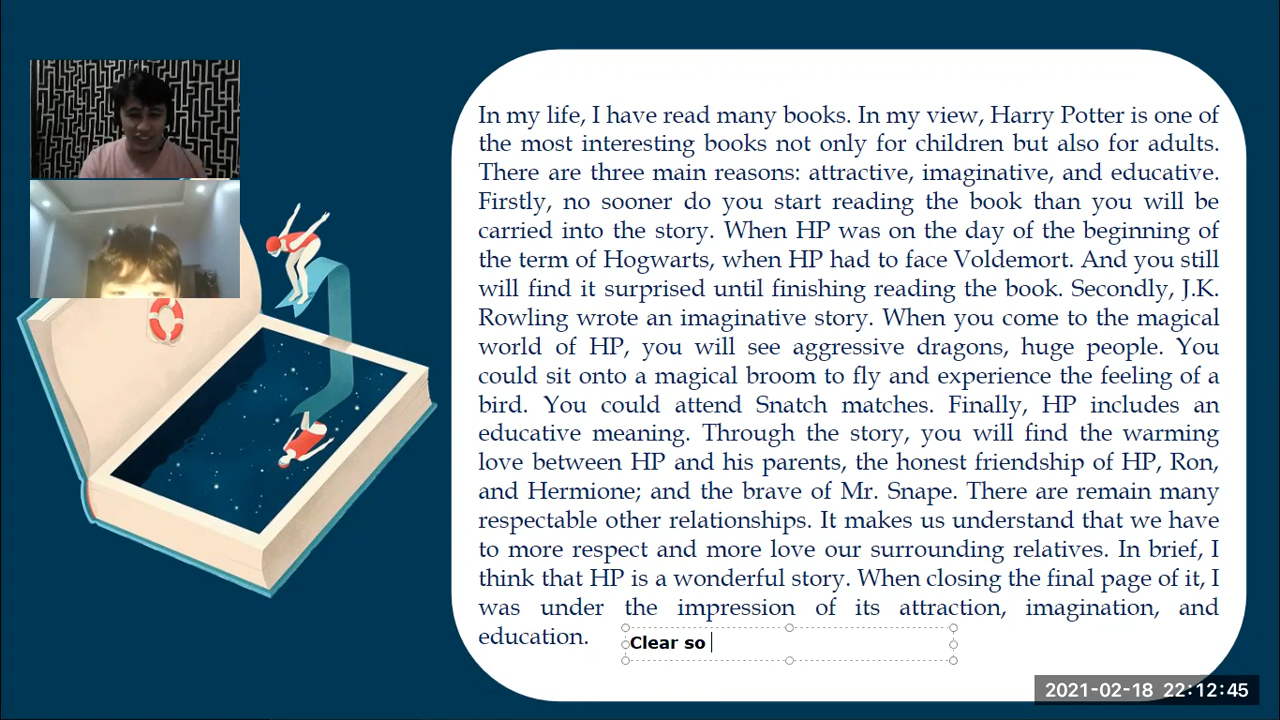 In my life, I have read many books. In my view, Harry Potter is one of
the most interesting books not only for children but also for adults.
There are three main reasons: attractive, imaginative, and educative.
Firstly, no sooner do you start reading the book than you will be
carried into the story. When HP was on the day of the beginning of
the term of Hogwarts, when HP had to face Voldemort. And you still
will find it surprised until finishing reading the book. Secondly, J.K.
Rowling wrote an imaginative story. When you come to the magical
world of HP, you will see aggressive dragons, huge people. You
could sit onto a magical broom to fly and experience the feeling of a
bird. You could attend Snatch matches. Finally, HP includes an
educative meaning. Through the story, you will find the warming
love between HP and his parents, the honest friendship of HP, Ron,
and Hermione; and the brave of Mr. Snape. There are remain many
respectable other relationships. It makes us understand that we have
to more respect and more love our surrounding relatives. In brief, I
think that HP is a wonderful story. When closing the final page of it, I
was under the impression of its attraction, imagination, and
education.
Clear so
2021-02-18 22:12:45